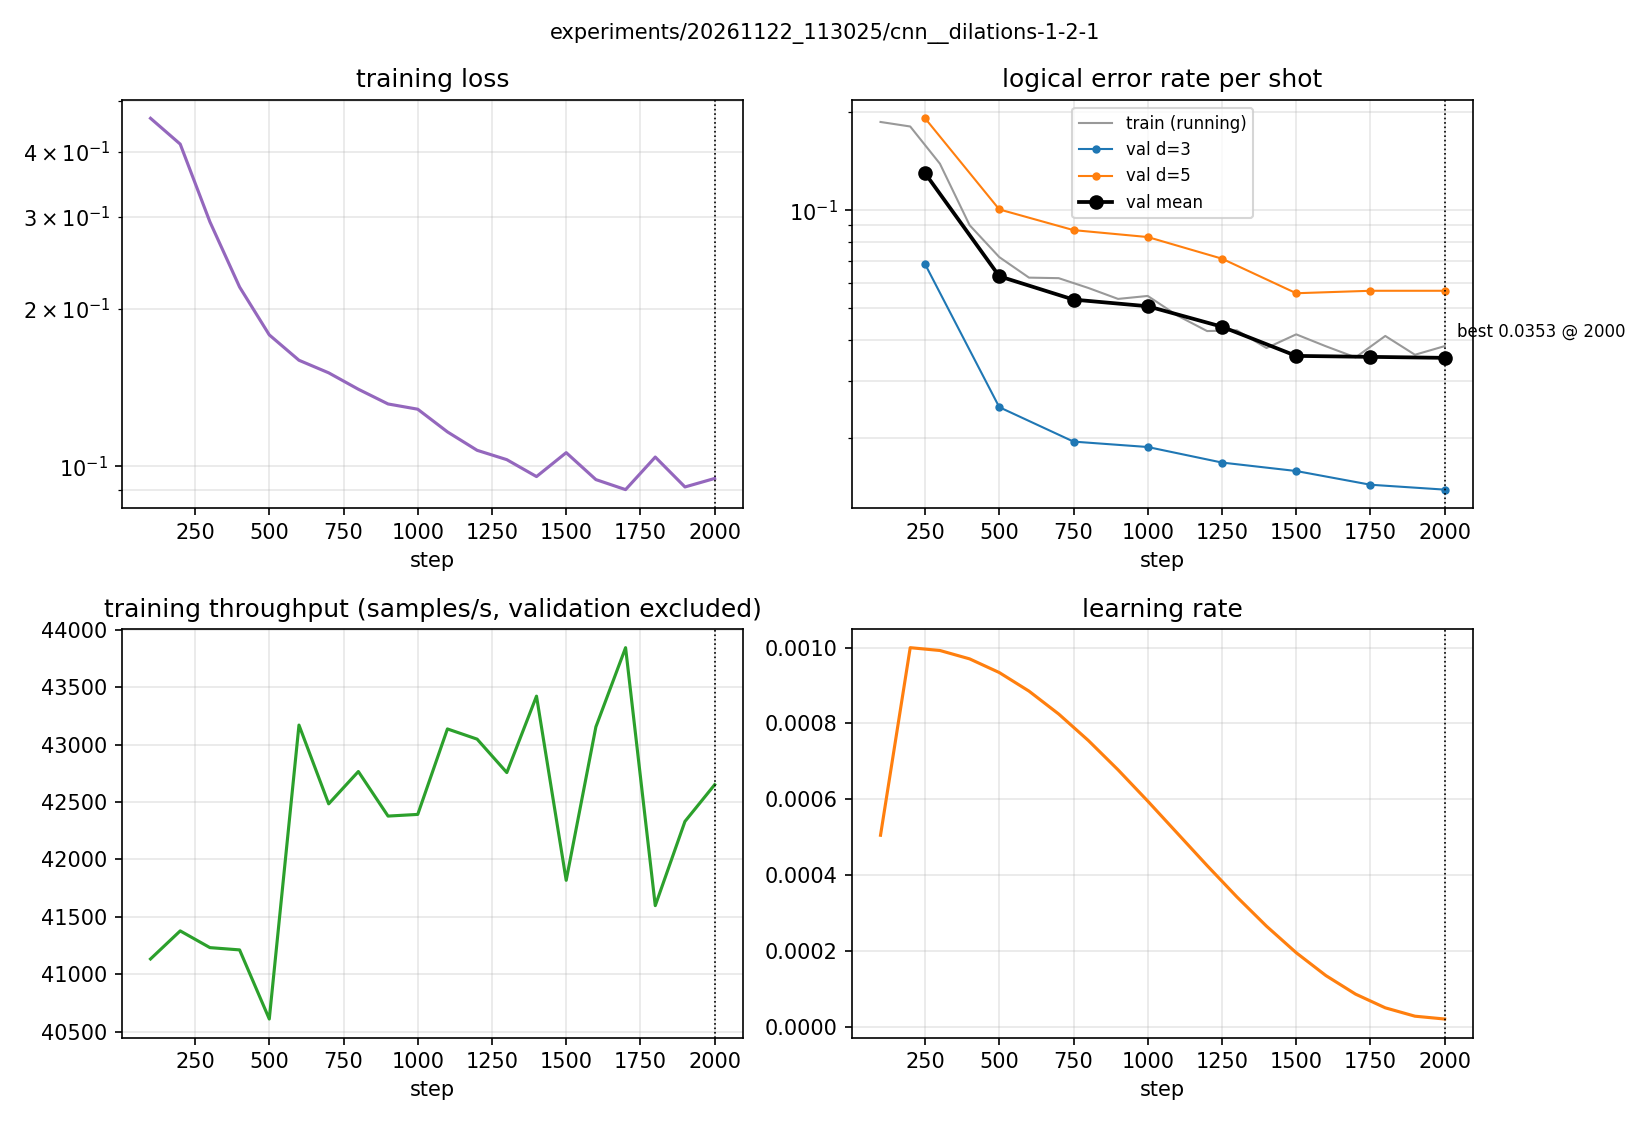 experiments/20261122_113025/cnn__dilations-1-2-1
training loss
4 × 10⁻¹
3 × 10⁻¹
2 × 10⁻¹
10⁻¹
250 500 750 1000 1250 1500 1750 2000
step
logical error rate per shot
train (running)
val d=3
val d=5
val mean
10⁻¹
best 0.0353 @ 2000
250 500 750 1000 1250 1500 1750 2000
step
training throughput (samples/s, validation excluded)
44000
43500
43000
42500
42000
41500
41000
40500
250 500 750 1000 1250 1500 1750 2000
step
learning rate
0.0010
0.0008
0.0006
0.0004
0.0002
0.0000
250 500 750 1000 1250 1500 1750 2000
step